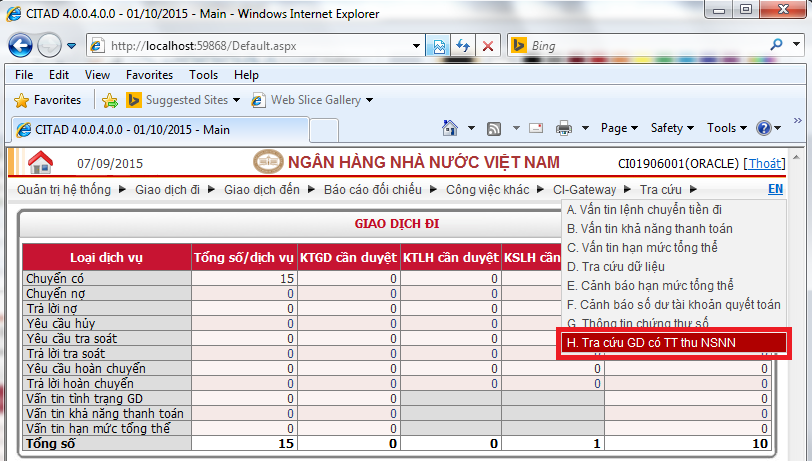 CITAD 4.0.0.4.0.0 - 01/10/2015 - Main - Windows Internet Explorer
http://localhost:59868/Default.aspx
Bing
File Edit View Favorites Tools Help
Favorites Suggested Sites Web Slice Gallery
CITAD 4.0.0.4.0.0 - 01/10/2015 - Main Page Safety Tools
07/09/2015 NGÂN HÀNG NHÀ NƯỚC VIỆT NAM CI01906001(ORACLE) [Thoát]
Quản trị hệ thống Giao dịch đi Giao dịch đến Báo cáo đối chiếu Công việc khác CI-Gateway Tra cứu EN
A. Vấn tin lệnh chuyển tiền đi
B. Vấn tin khả năng thanh toán
C. Vấn tin hạn mức tổng thể
D. Tra cứu dữ liệu
E. Cảnh báo hạn mức tổng thể
F. Cảnh báo số dư tài khoản quyết toán
G. Thông tin chứng thư số
H. Tra cứu GD có TT thu NSNN
GIAO DỊCH ĐI
Loại dịch vụ Tổng số/dịch vụ KTGD cần duyệt KTLH cần duyệt KSLH cần
Chuyển có 15 0 0
Chuyển nợ 0 0 0
Trả lời nợ 0 0 0
Yêu cầu hủy 0 0 0
Yêu cầu tra soát 0 0 0
Trả lời tra soát 0 0 0 0 0
Yêu cầu hoàn chuyển 0 0 0 0 0
Trả lời hoàn chuyển 0 0 0 0 0
Vấn tin tình trạng GD 0 0 0
Vấn tin khả năng thanh toán 0 0 0
Vấn tin hạn mức tổng thể 0 0 0
Tổng số 15 0 0 1 10